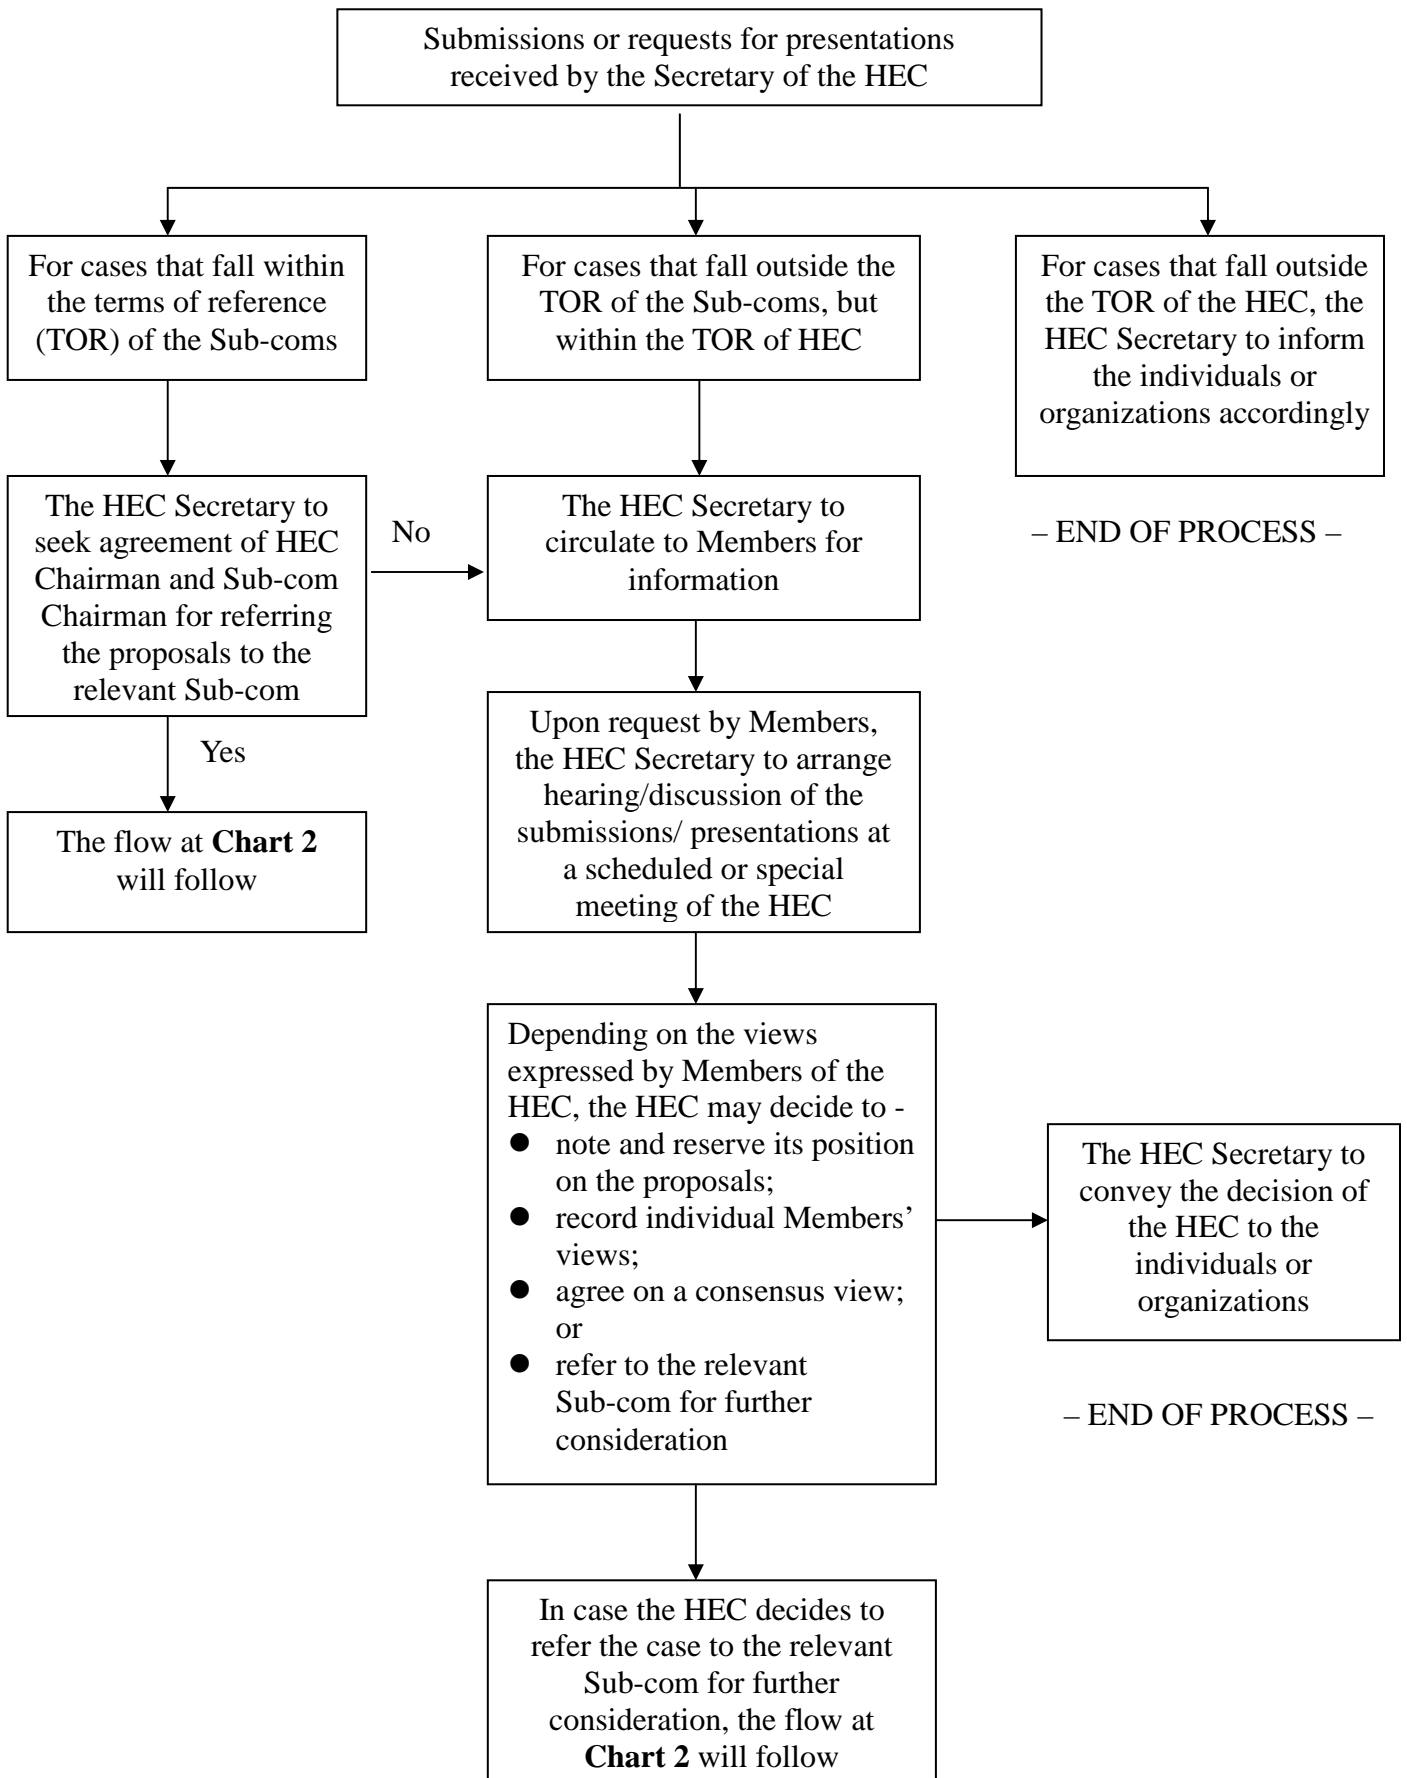 Submissions or requests for presentations
received by the Secretary of the HEC
For cases that fall within
the terms of reference
(TOR) of the Sub-coms
For cases that fall outside the
TOR of the Sub-coms, but
within the TOR of HEC
For cases that fall outside
the TOR of the HEC, the
HEC Secretary to inform
the individuals or
organizations accordingly
– END OF PROCESS –
The HEC Secretary to
seek agreement of HEC
Chairman and Sub-com
Chairman for referring
the proposals to the
relevant Sub-com
No
The HEC Secretary to
circulate to Members for
information
Yes
The flow at Chart 2
will follow
Upon request by Members,
the HEC Secretary to arrange
hearing/discussion of the
submissions/ presentations at
a scheduled or special
meeting of the HEC
Depending on the views
expressed by Members of the
HEC, the HEC may decide to -
● note and reserve its position
on the proposals;
● record individual Members’
views;
● agree on a consensus view;
or
● refer to the relevant
Sub-com for further
consideration
The HEC Secretary to
convey the decision of
the HEC to the
individuals or
organizations
– END OF PROCESS –
In case the HEC decides to
refer the case to the relevant
Sub-com for further
consideration, the flow at
Chart 2 will follow